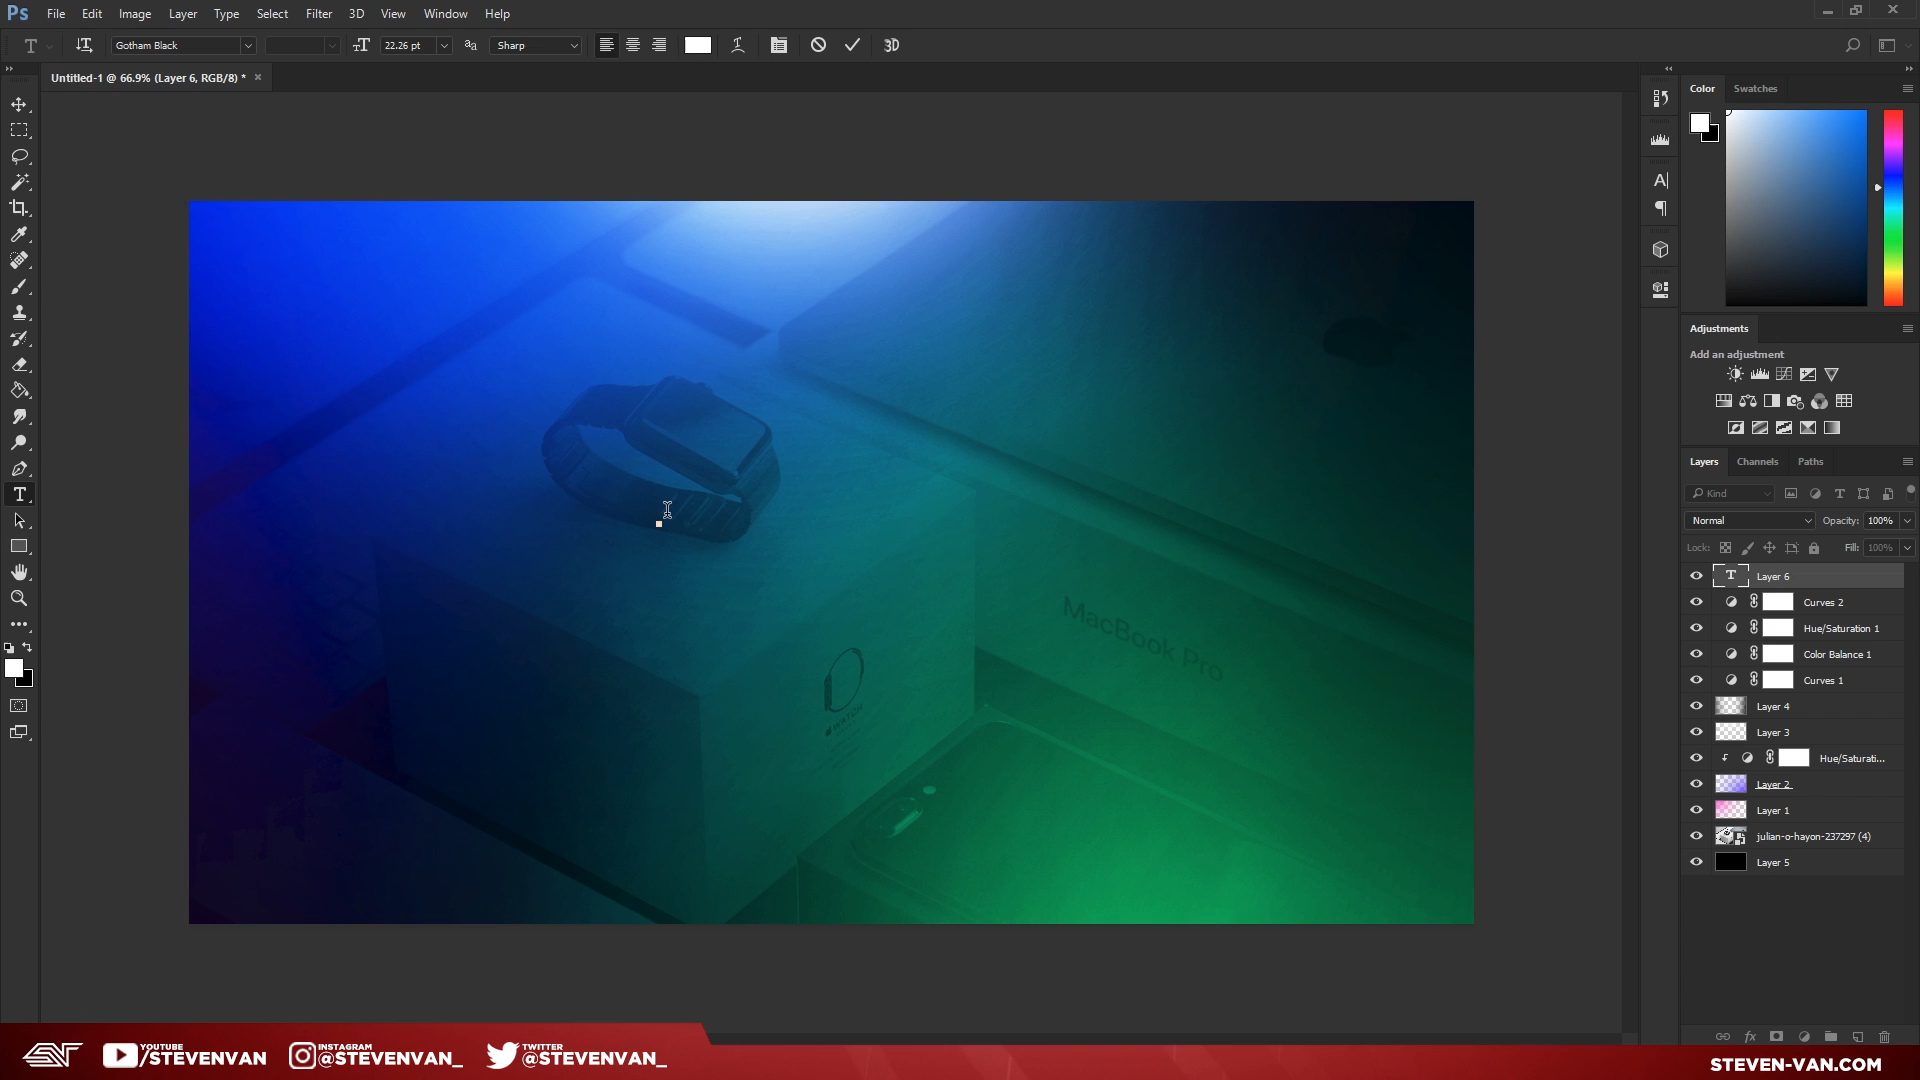 Ps File Edit Image Layer Type Select Filter 3D View Window Help
Gotham Black 22.26 pt Sharp 3D
Untitled-1 @ 66.9% (Layer 6, RGB/8) *
Color Swatches
Adjustments
Add an adjustment
Layers Channels Paths
Kind
Normal Opacity: 100%
Lock: Fill: 100%
Layer 6
Curves 2
Hue/Saturation 1
Color Balance 1
Curves 1
Layer 4
Layer 3
Hue/Saturati...
Layer 2
Layer 1
julian-o-hayon-237297 (4)
Layer 5
MacBook Pro
WATCH
YOUTUBE
/STEVENVAN
INSTAGRAM
@STEVENVAN_
TWITTER
@STEVENVAN_
STEVEN-VAN.COM